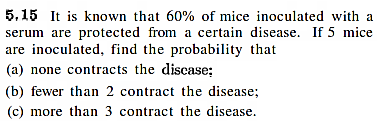 5.15 It is known that 60% of mice inoculated with a
serum are protected from a certain disease. If 5 mice
are inoculated, find the probability that
(a) none contracts the disease;
(b) fewer than 2 contract the disease;
(c) more than 3 contract the disease.